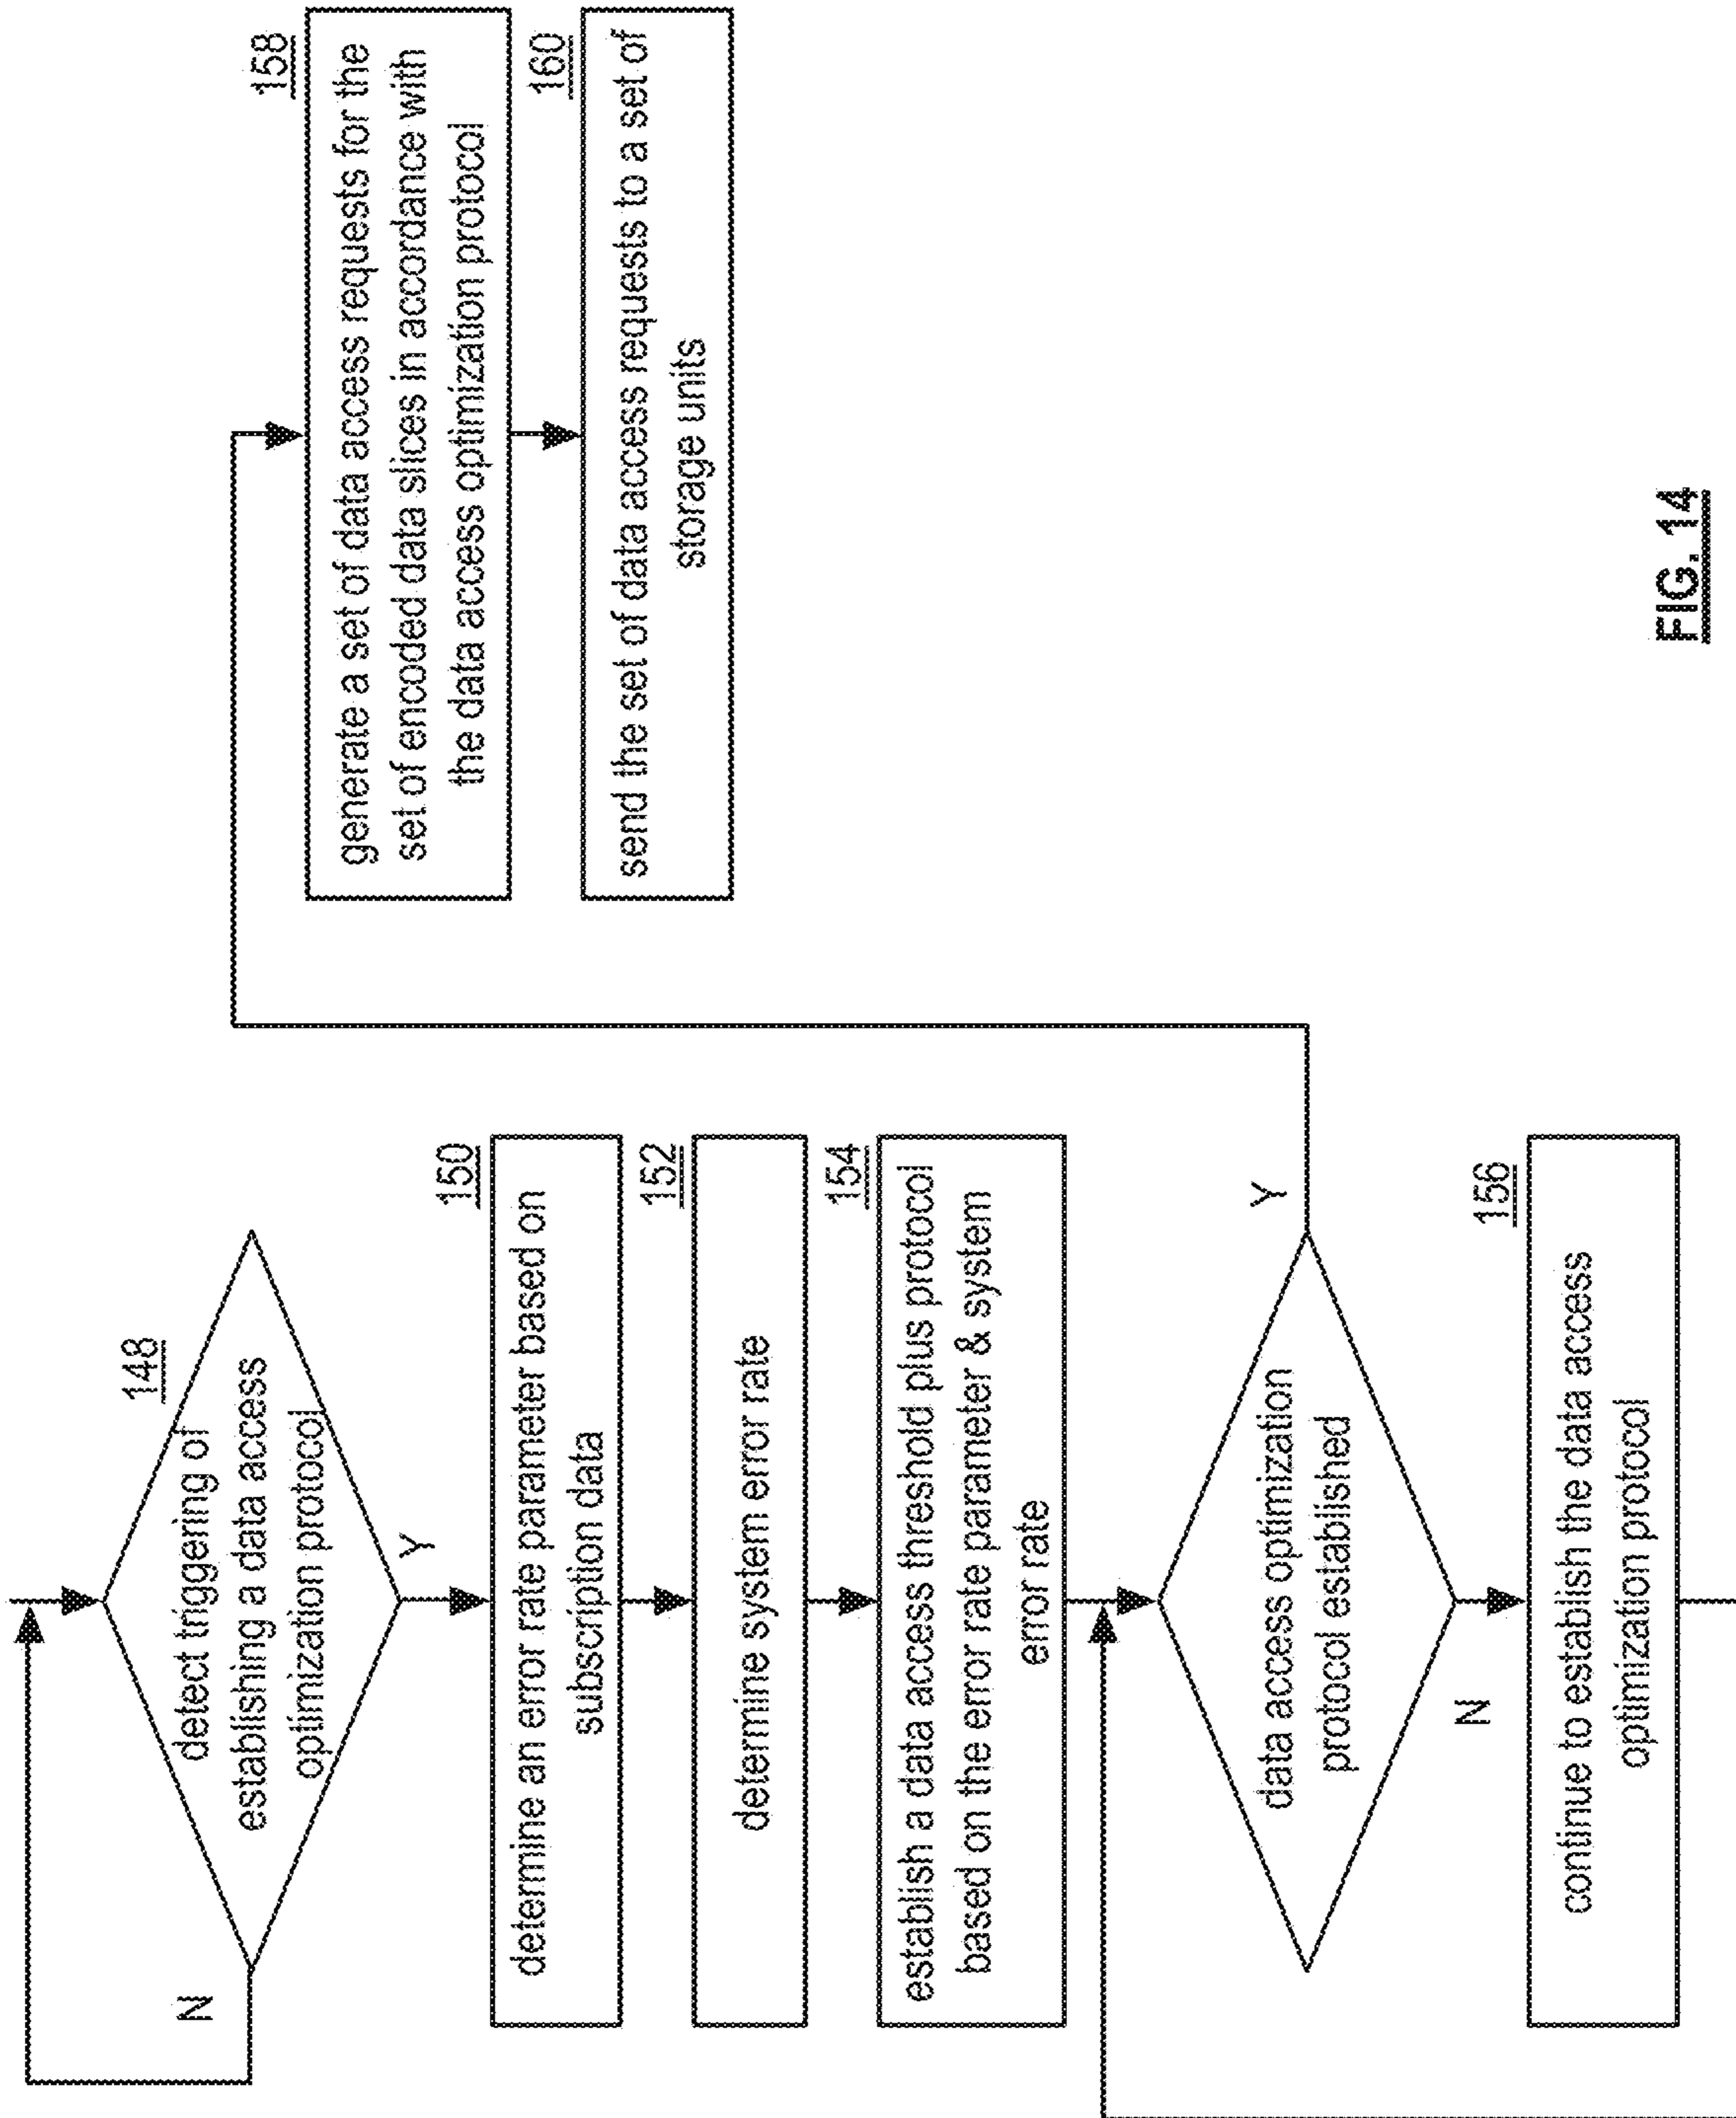 148
detect triggering of
establishing a data access
optimization protocol
N
Y
150
determine an error rate parameter based on
subscription data
152
determine system error rate
154
establish a data access threshold plus protocol
based on the error rate parameter & system
error rate
data access optimization
protocol established
Y
N
156
continue to establish the data access
optimization protocol
158
generate a set of data access requests for the
set of encoded data slices in accordance with
the data access optimization protocol
160
send the set of data access requests to a set of
storage units
FIG. 14